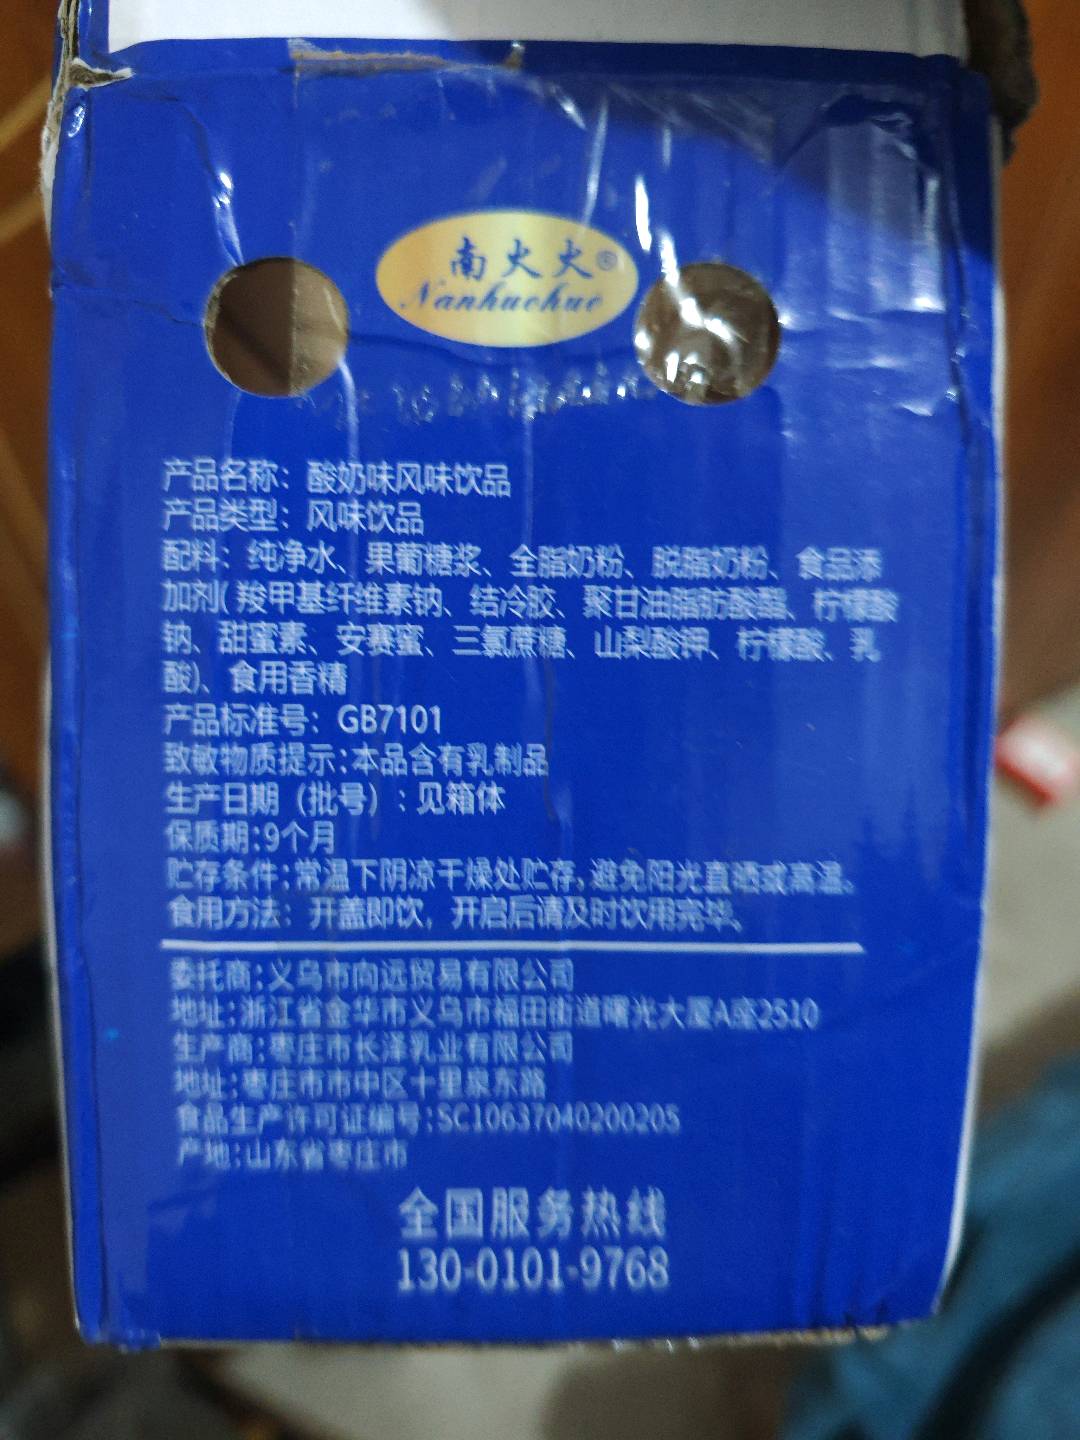 南火火®
Nanhuohuo
产品名称：酸奶味风味饮品
产品类型：风味饮品
配料：纯净水、果葡糖浆、全脂奶粉、脱脂奶粉、食品添
加剂(羧甲基纤维素钠、结冷胶、聚甘油脂肪酸酯、柠檬酸
钠、甜蜜素、安赛蜜、三氯蔗糖、山梨酸钾、柠檬酸、乳
酸)、食用香精
产品标准号：GB7101
致敏物质提示:本品含有乳制品
生产日期（批号）:见箱体
保质期:9个月
贮存条件:常温下阴凉干燥处贮存,避免阳光直晒或高温。
食用方法：开盖即饮，开启后请及时饮用完毕。
委托商:义乌市向远贸易有限公司
地址:浙江省金华市义乌市福田街道曙光大厦A座2510
生产商:枣庄市长泽乳业有限公司
地址:枣庄市市中区十里泉东路
食品生产许可证编号:SC10637040200205
产地:山东省枣庄市
全国服务热线
130-0101-9768